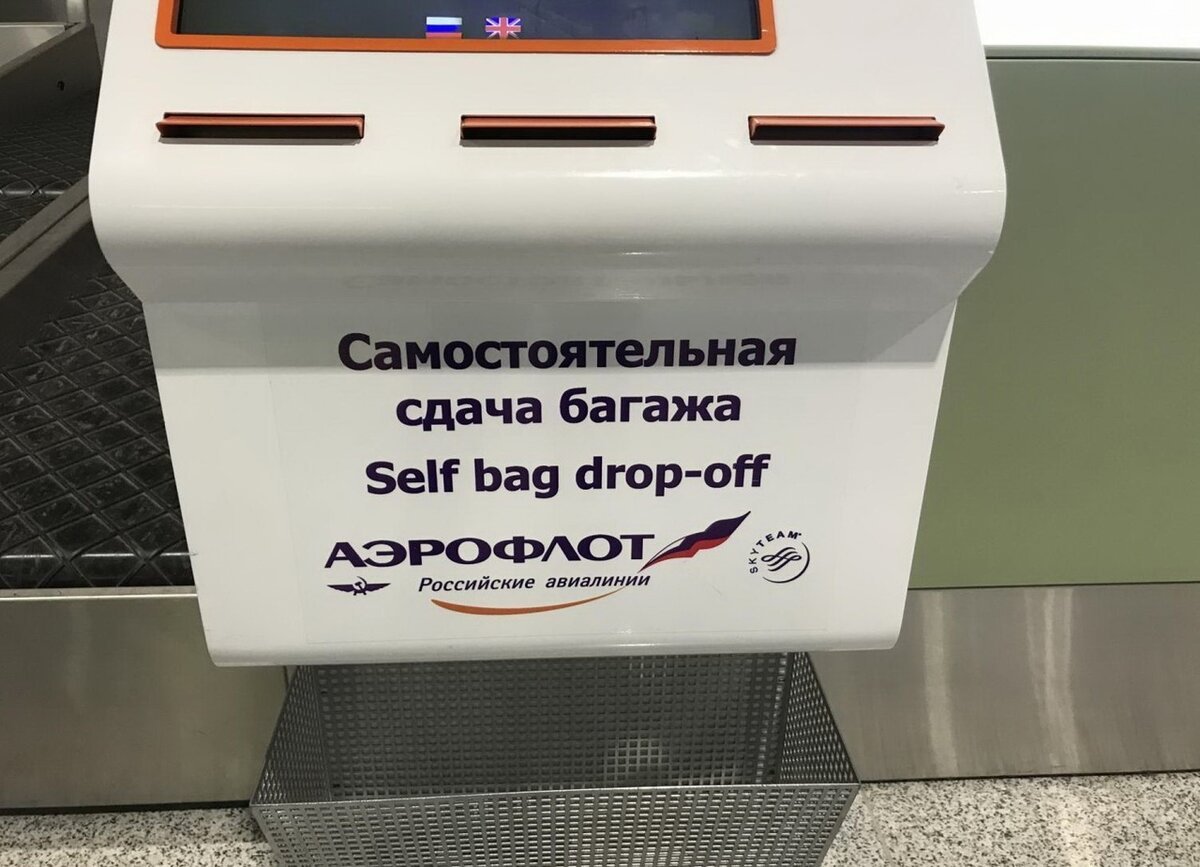 Самостоятельная
сдача багажа
Self bag drop-off
АЭРОФЛОТ
Российские авиалинии
SKYTEAM